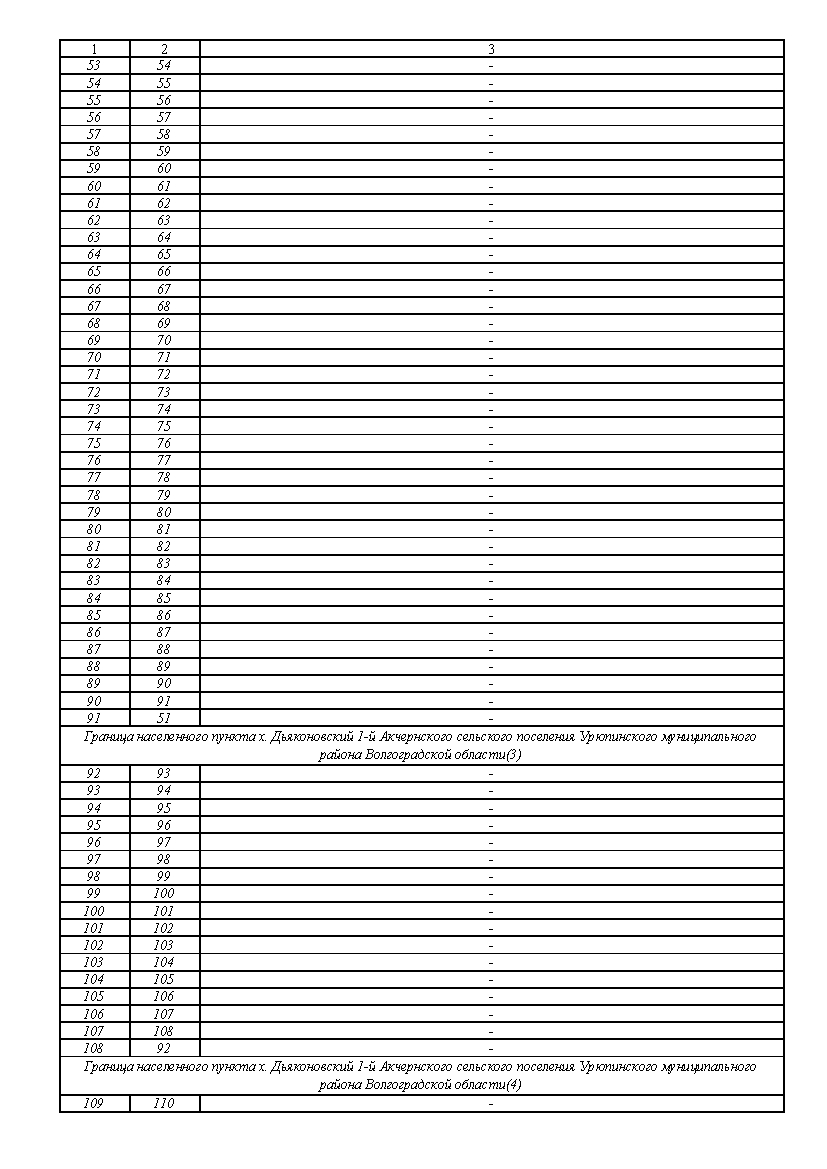 1 2 3
53 54 -
54 55 -
55 56 -
56 57 -
57 58 -
58 59 -
59 60 -
60 61 -
61 62 -
62 63 -
63 64 -
64 65 -
65 66 -
66 67 -
67 68 -
68 69 -
69 70 -
70 71 -
71 72 -
72 73 -
73 74 -
74 75 -
75 76 -
76 77 -
77 78 -
78 79 -
79 80 -
80 81 -
81 82 -
82 83 -
83 84 -
84 85 -
85 86 -
86 87 -
87 88 -
88 89 -
89 90 -
90 91 -
91 51 -
Граница населенного пункта х. Дьяконовский 1-й Акчернского сельского поселения Урюпинского муниципального
района Волгоградской области(3)
92 93 -
93 94 -
94 95 -
95 96 -
96 97 -
97 98 -
98 99 -
99 100 -
100 101 -
101 102 -
102 103 -
103 104 -
104 105 -
105 106 -
106 107 -
107 108 -
108 92 -
Граница населенного пункта х. Дьяконовский 1-й Акчернского сельского поселения Урюпинского муниципального
района Волгоградской области(4)
109 110 -